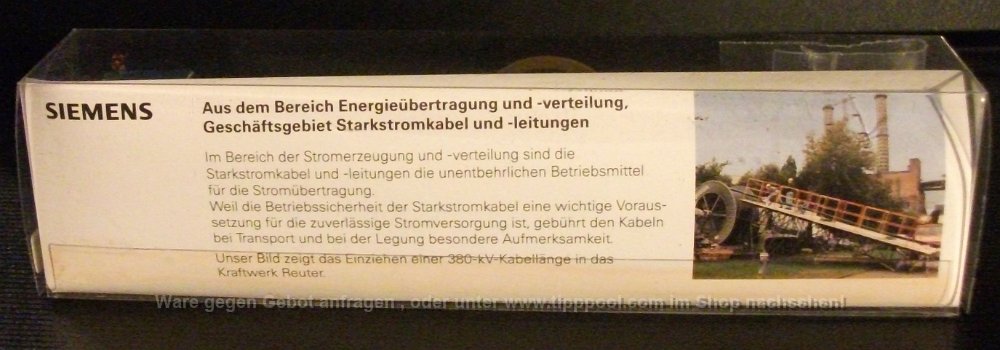 SIEMENS
Aus dem Bereich Energieübertragung und -verteilung,
Geschäftsgebiet Starkstromkabel und -leitungen
Im Bereich der Stromerzeugung und -verteilung sind die
Starkstromkabel und -leitungen die unentbehrlichen Betriebsmittel
für die Stromübertragung.
Weil die Betriebssicherheit der Starkstromkabel eine wichtige Voraus-
setzung für die zuverlässige Stromversorgung ist, gebührt den Kabeln
bei Transport und bei der Legung besondere Aufmerksamkeit.
Unser Bild zeigt das Einziehen einer 380-kV-Kabellänge in das
Kraftwerk Reuter.
Ware gegen Gebot anfragen , oder unter www.tipppool.com im Shop nachsehen!